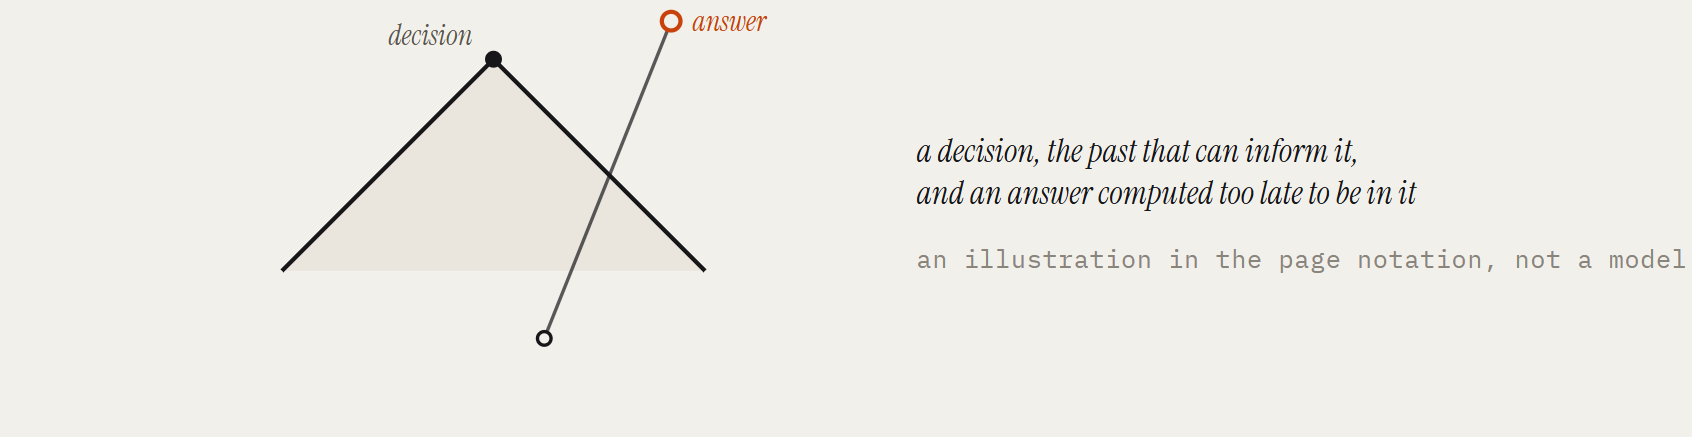 decision
answer
a decision, the past that can inform it,
and an answer computed too late to be in it
an illustration in the page notation, not a model